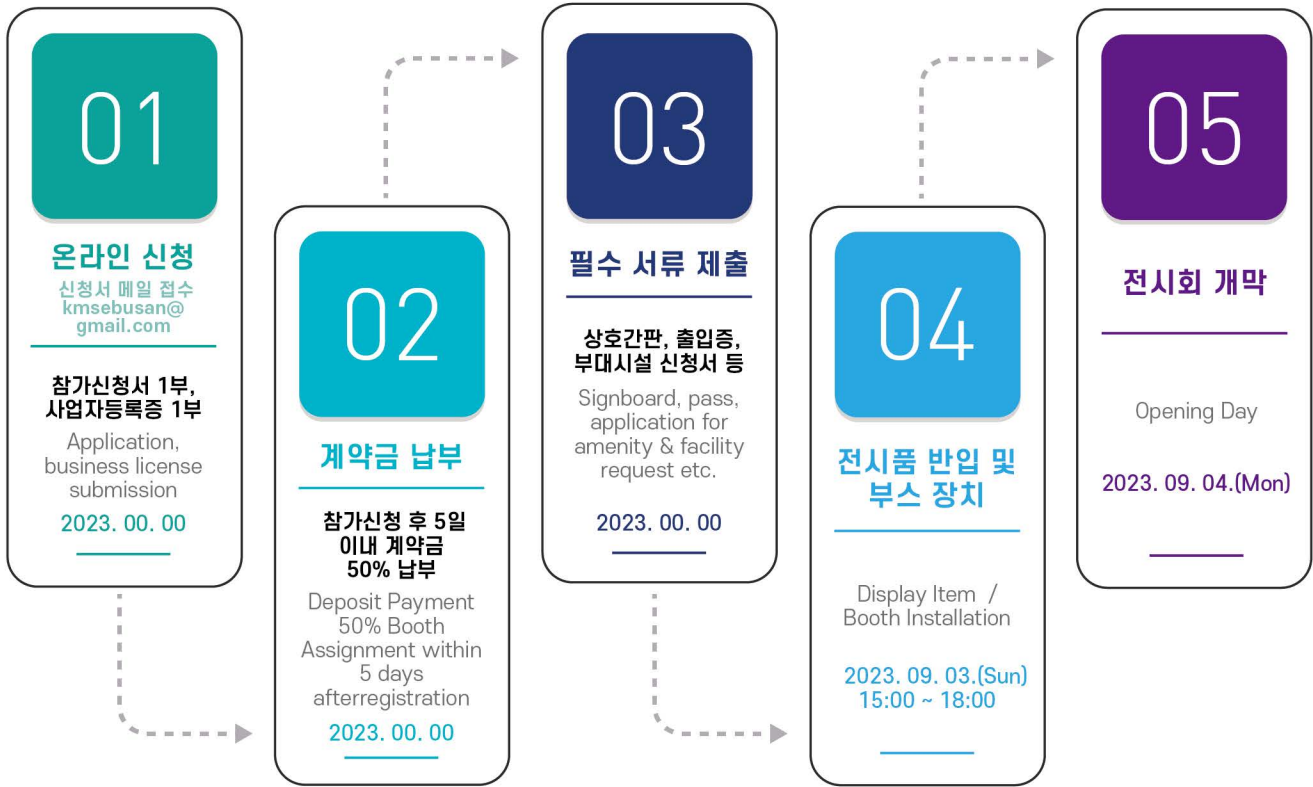 01
온라인 신청
신청서 메일 접수
kmsebusan@
gmail.com
참가신청서 1부,
사업자등록증 1부
Application,
business license
submission
2023. 00. 00
02
계약금 납부
참가신청 후 5일
이내 계약금
50% 납부
Deposit Payment
50% Booth
Assignment within
5 days
afterregistration
2023. 00. 00
03
필수 서류 제출
상호간판, 출입증,
부대시설 신청서 등
Signboard, pass,
application for
amenity & facility
request etc.
2023. 00. 00
04
전시품 반입 및
부스 장치
Display Item  /
Booth Installation
2023. 09. 03.(Sun)
15:00 ~ 18:00
05
전시회 개막
Opening Day
2023. 09. 04.(Mon)